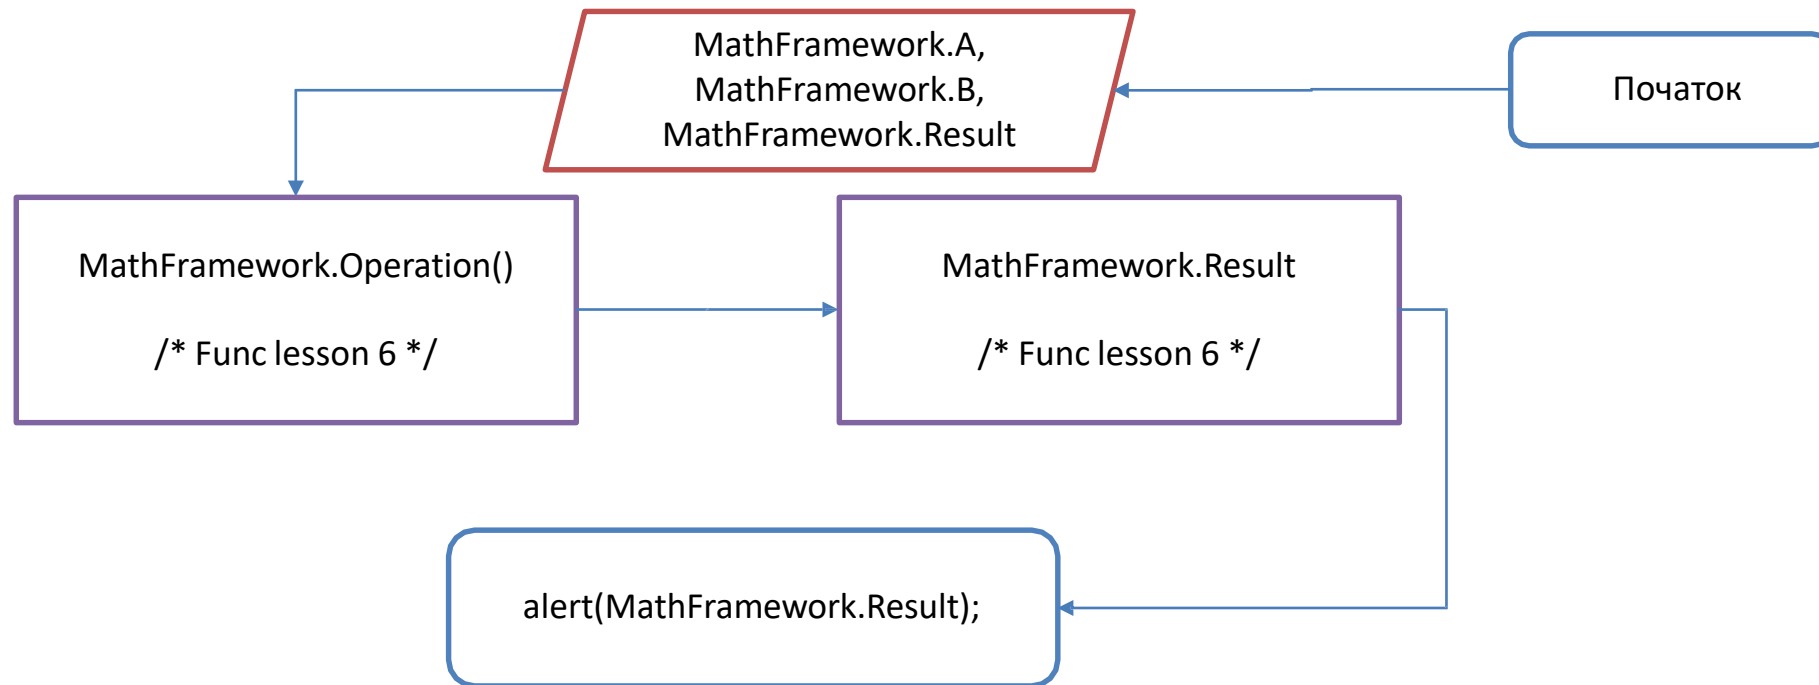 MathFramework.A,
MathFramework.B,
MathFramework.Result
Початок
MathFramework.Operation()
/* Func lesson 6 */
MathFramework.Result
/* Func lesson 6 */
alert(MathFramework.Result);